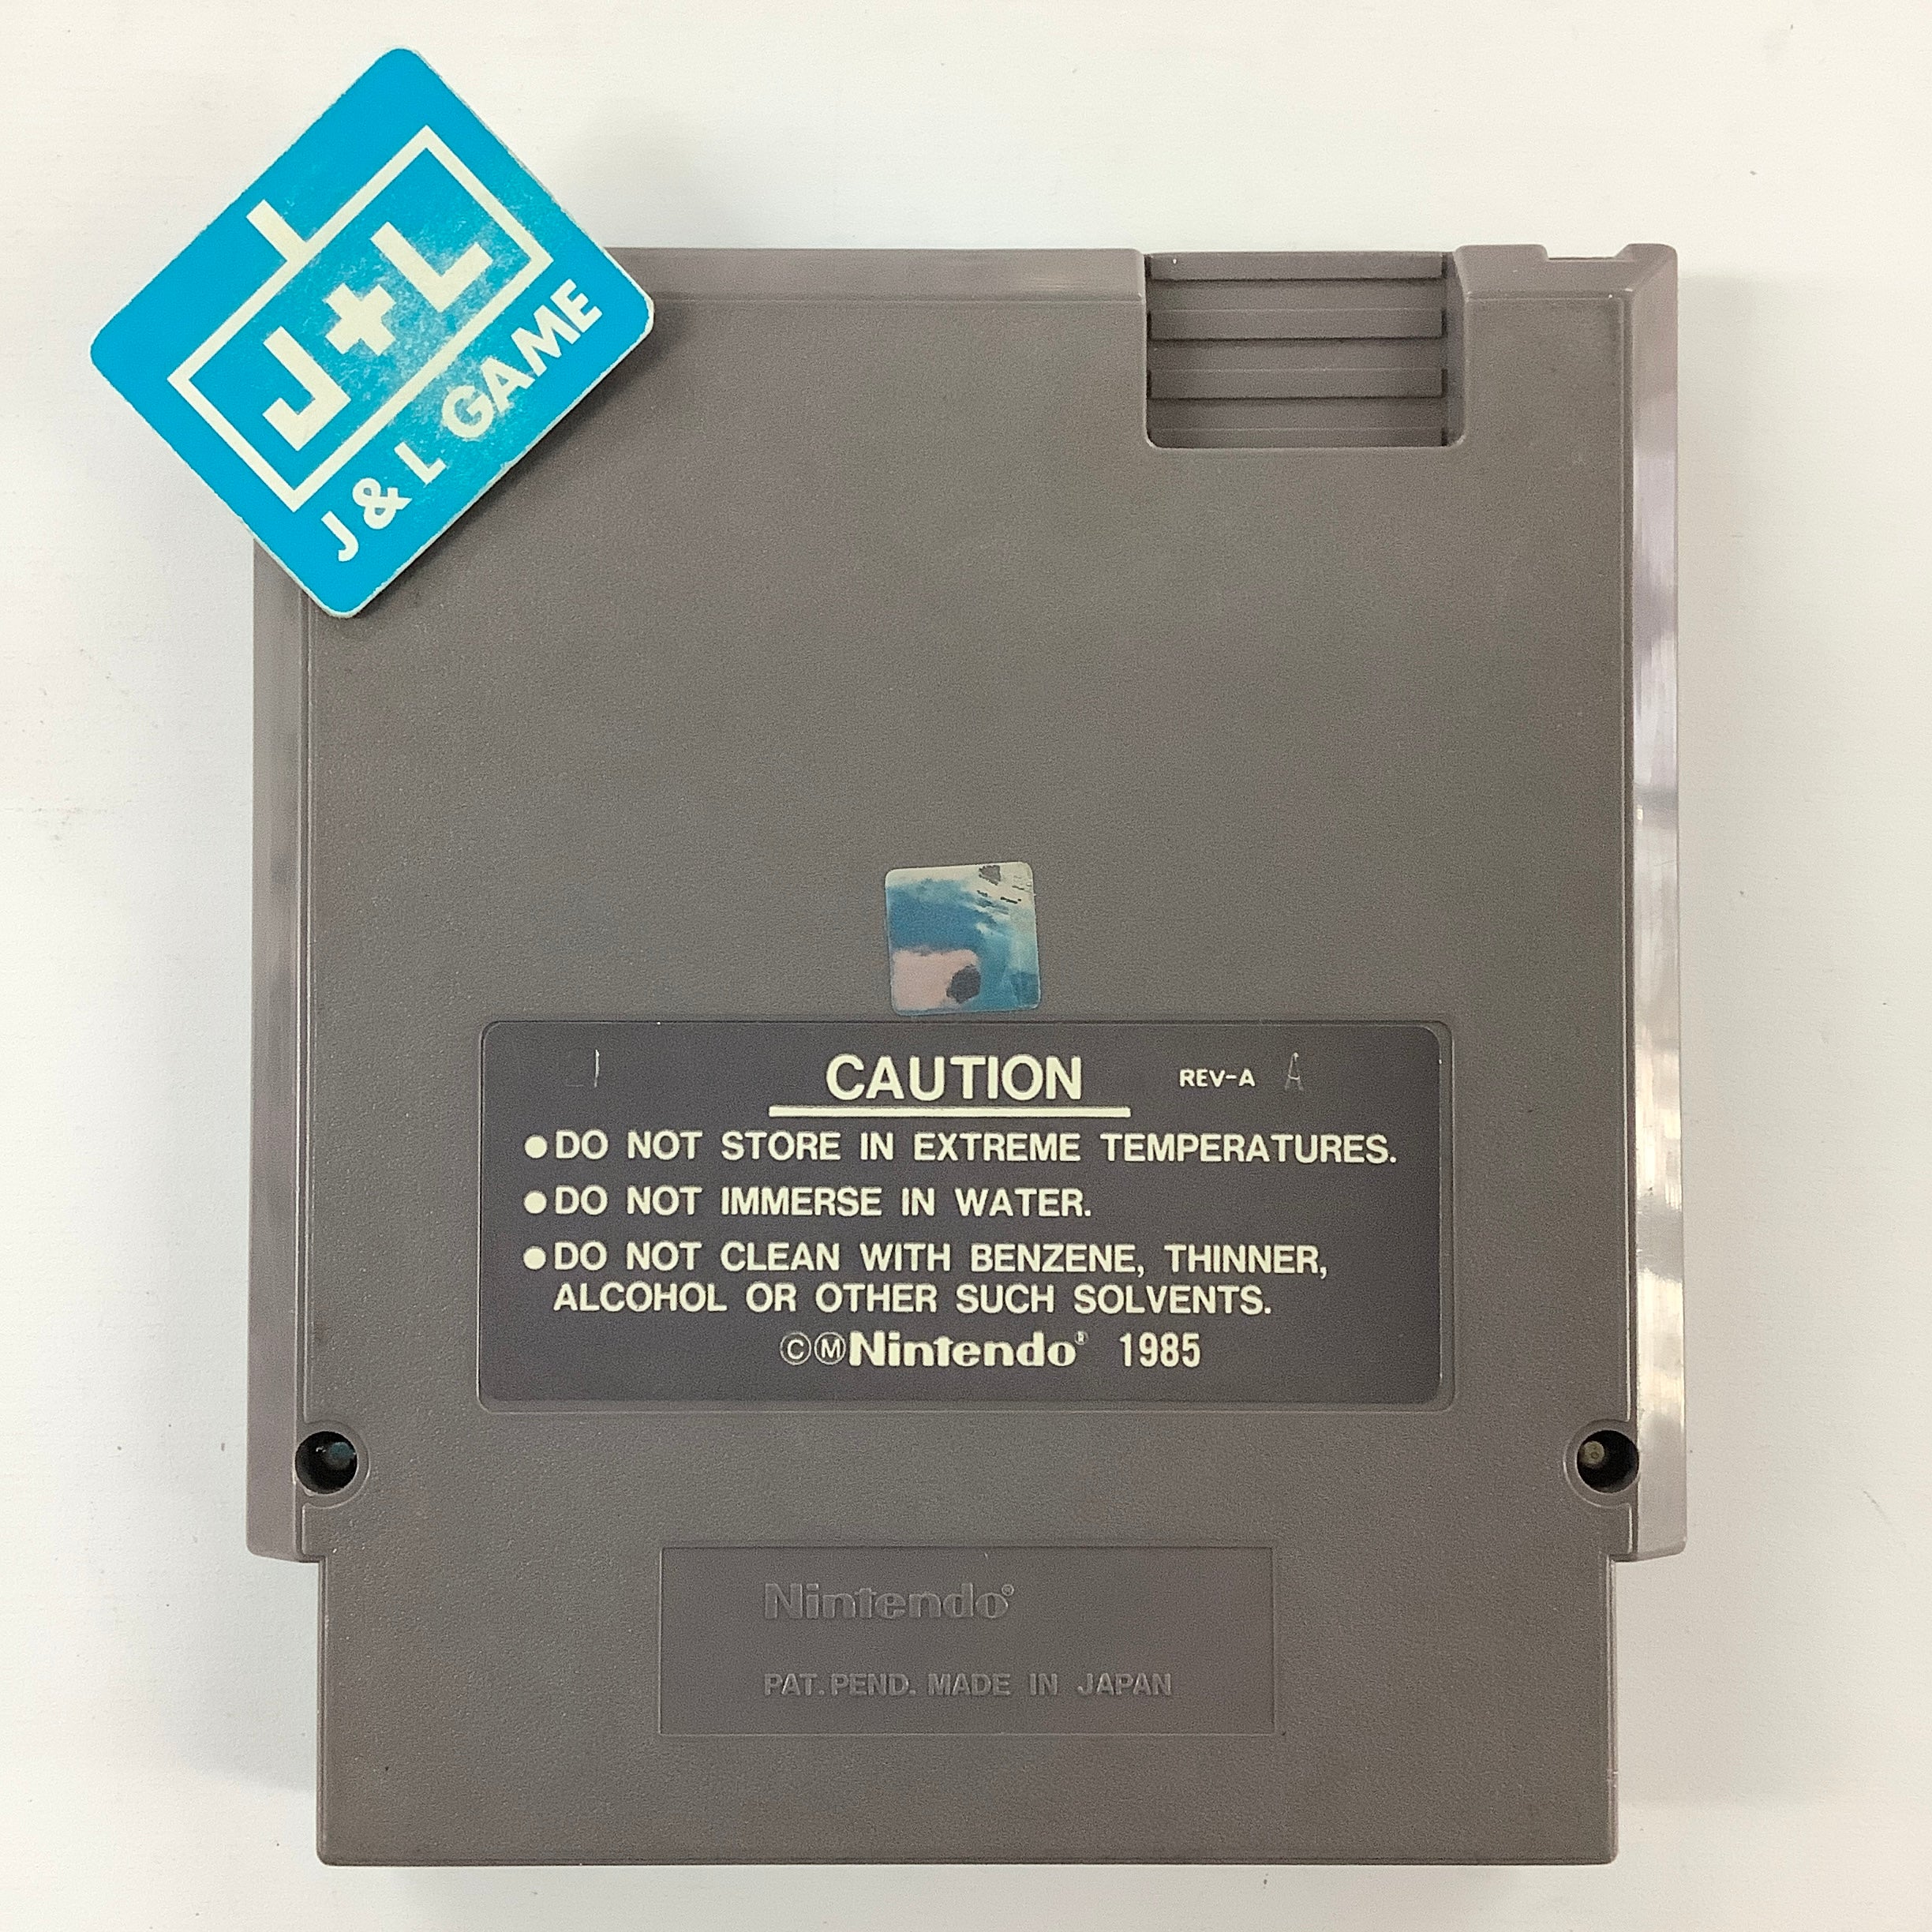 J+L
J & L GAME
CAUTION REV-A A
●DO NOT STORE IN EXTREME TEMPERATURES.
●DO NOT IMMERSE IN WATER.
●DO NOT CLEAN WITH BENZENE, THINNER,
ALCOHOL OR OTHER SUCH SOLVENTS.
ⒸⓂNintendo® 1985
Nintendo®
PAT. PEND. MADE IN JAPAN